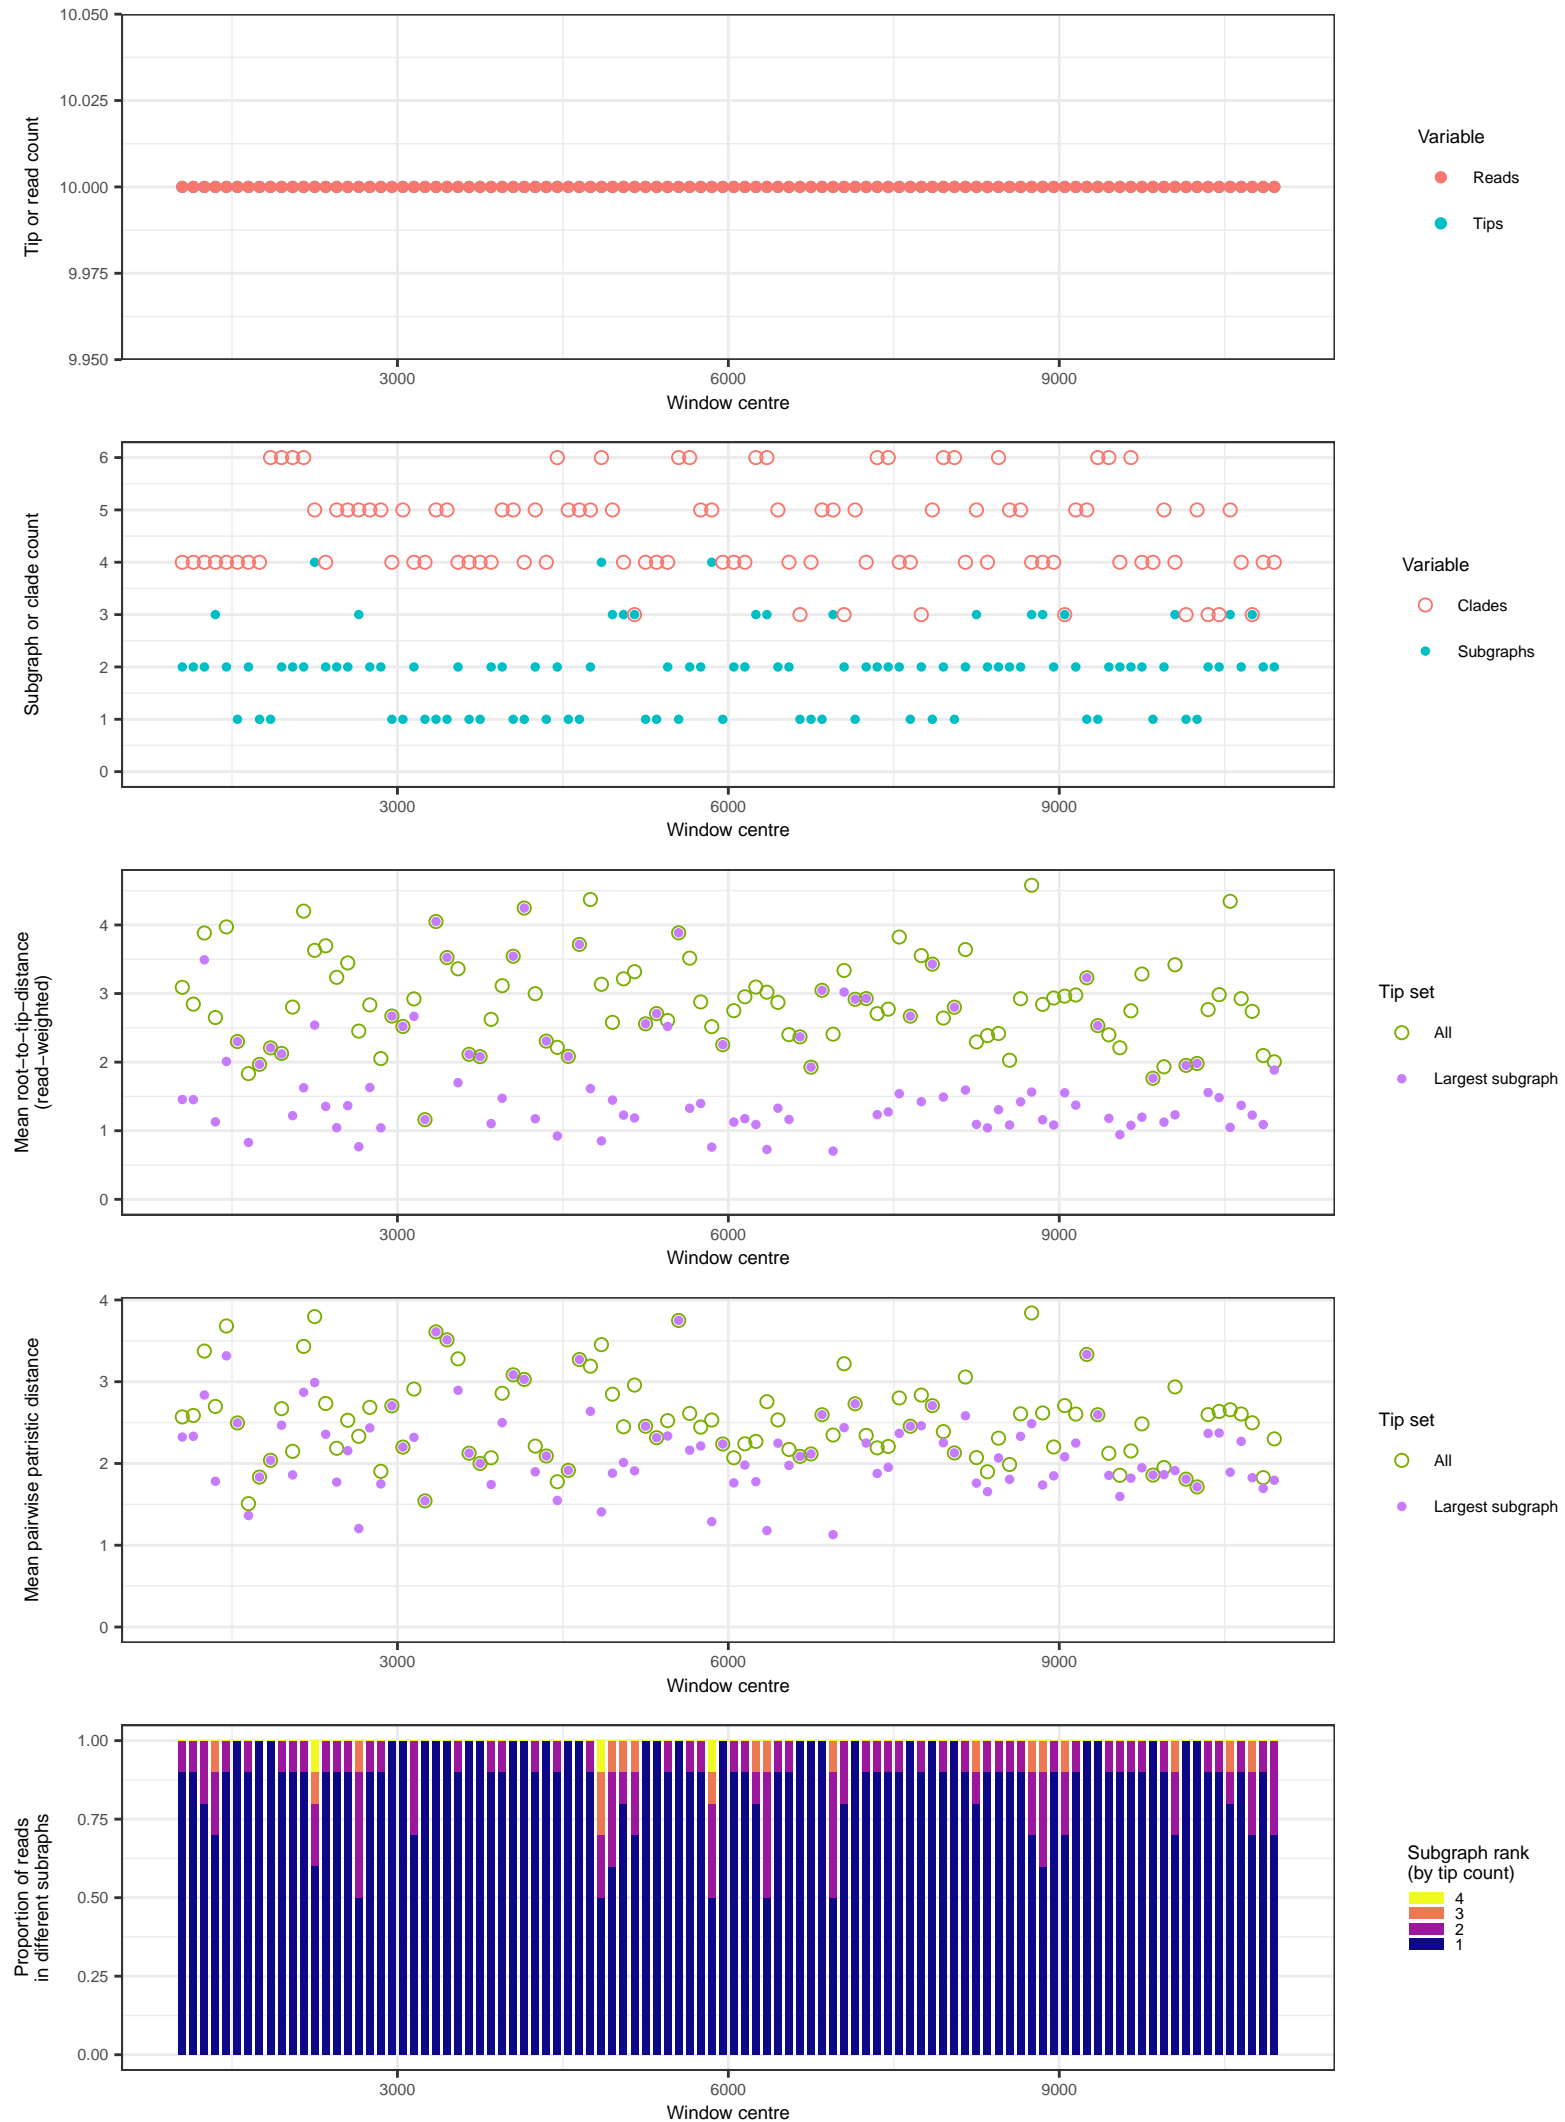 10.050
10.025
10.000
9.975
9.950
Tip or read count
3000 6000 9000
Window centre
Variable
Reads
Tips
6
5
4
3
2
1
0
Subgraph or clade count
3000 6000 9000
Window centre
Variable
Clades
Subgraphs
4
3
2
1
0
Mean root−to−tip−distance
(read−weighted)
3000 6000 9000
Window centre
Tip set
All
Largest subgraph
4
3
2
1
0
Mean pairwise patristic distance
3000 6000 9000
Window centre
Tip set
All
Largest subgraph
1.00
0.75
0.50
0.25
0.00
Proportion of reads
in different subraphs
3000 6000 9000
Window centre
Subgraph rank
(by tip count)
4
3
2
1